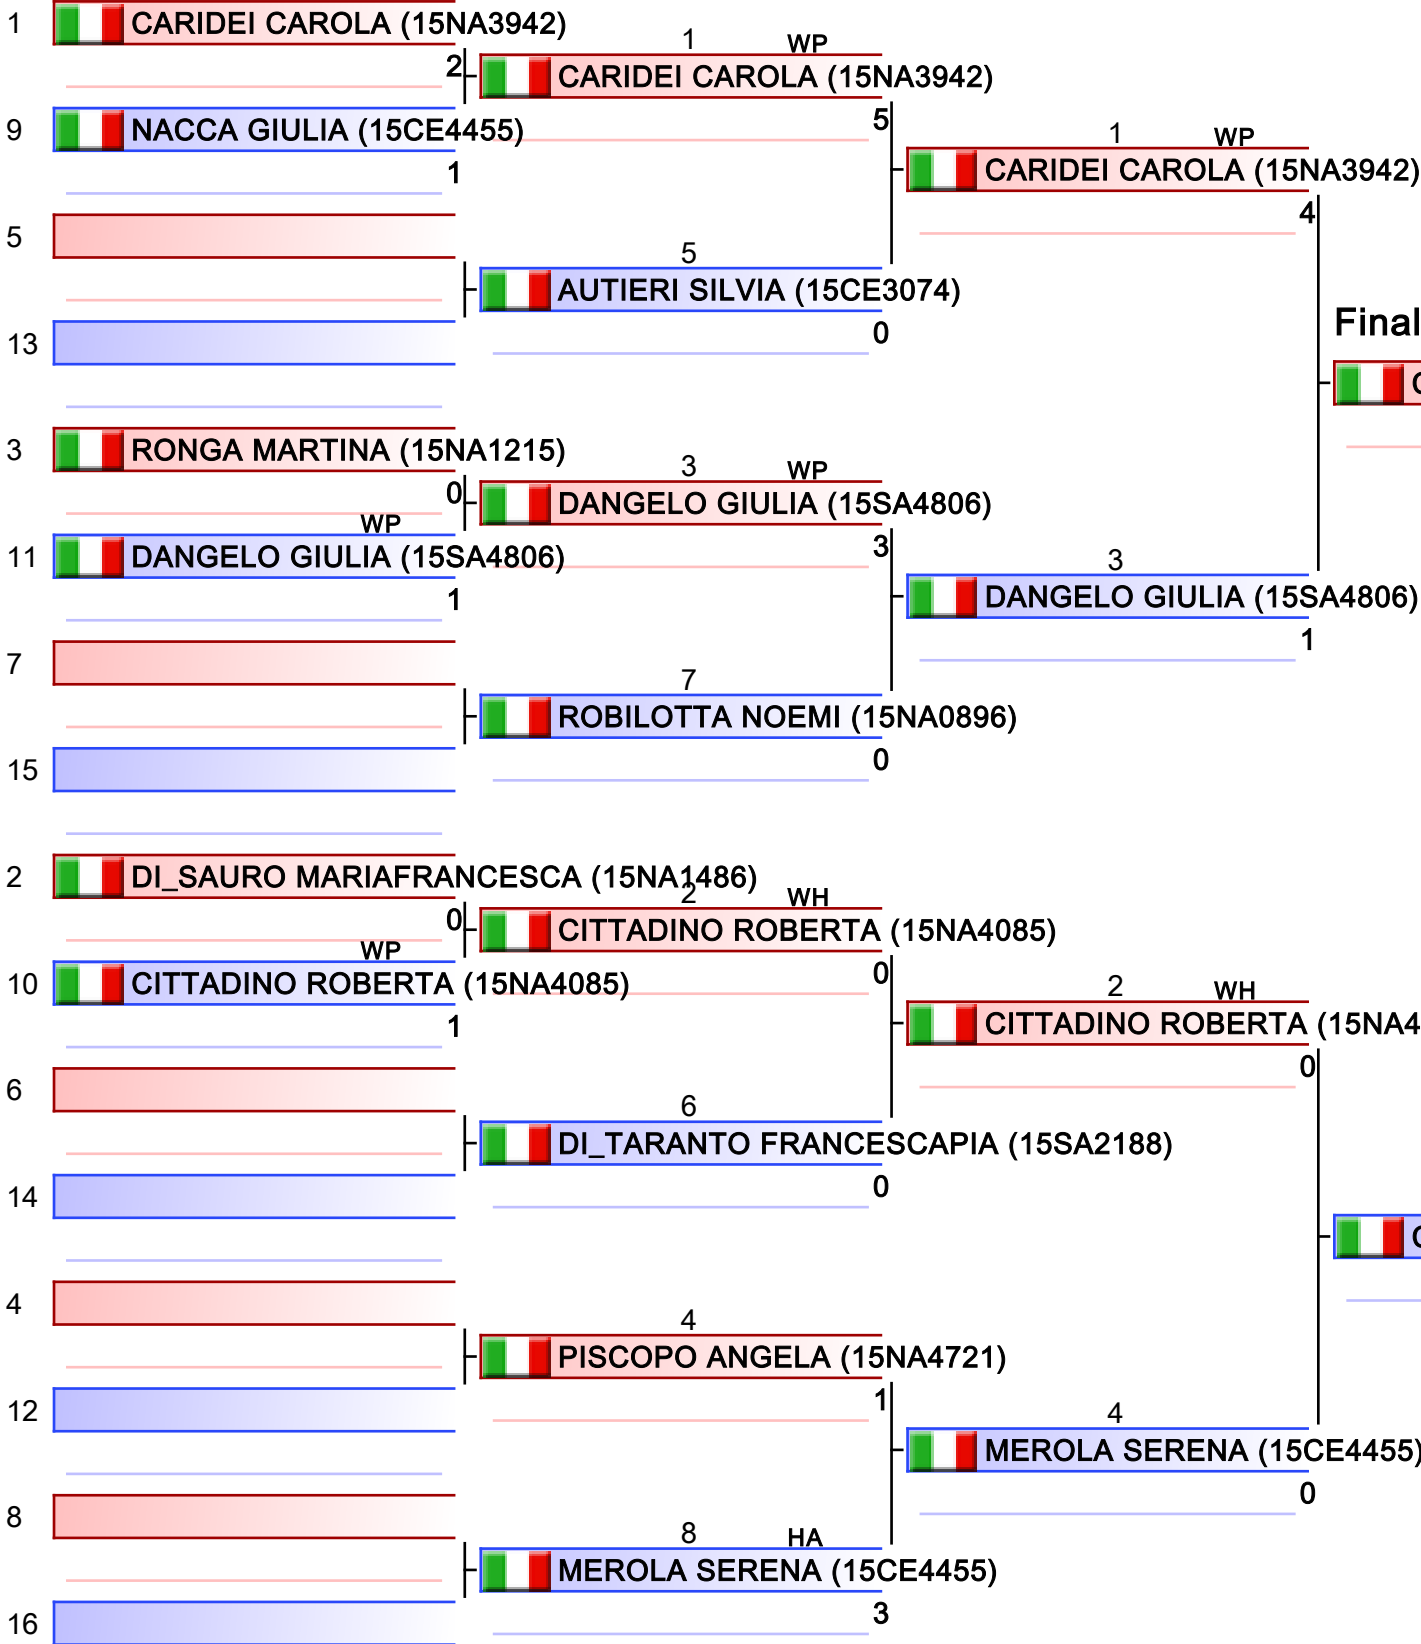 1 CARIDEI CAROLA (15NA3942)
2
1 WP
CARIDEI CAROLA (15NA3942)
5
9 NACCA GIULIA (15CE4455)
1
1 WP
CARIDEI CAROLA (15NA3942)
4
5
5
AUTIERI SILVIA (15CE3074)
0
13
Final
3 RONGA MARTINA (15NA1215)
0
3 WP
DANGELO GIULIA (15SA4806)
3
WP
11 DANGELO GIULIA (15SA4806)
1
3
DANGELO GIULIA (15SA4806)
1
7
7
ROBILOTTA NOEMI (15NA0896)
0
15
2 DI_SAURO MARIAFRANCESCA (15NA1486)
0
2 WH
CITTADINO ROBERTA (15NA4085)
0
WP
10 CITTADINO ROBERTA (15NA4085)
1
2 WH
CITTADINO ROBERTA (15NA4
0
6
6
DI_TARANTO FRANCESCAPIA (15SA2188)
0
14
4
4
PISCOPO ANGELA (15NA4721)
1
12
4
MEROLA SERENA (15CE4455)
0
8
8 HA
MEROLA SERENA (15CE4455)
3
16